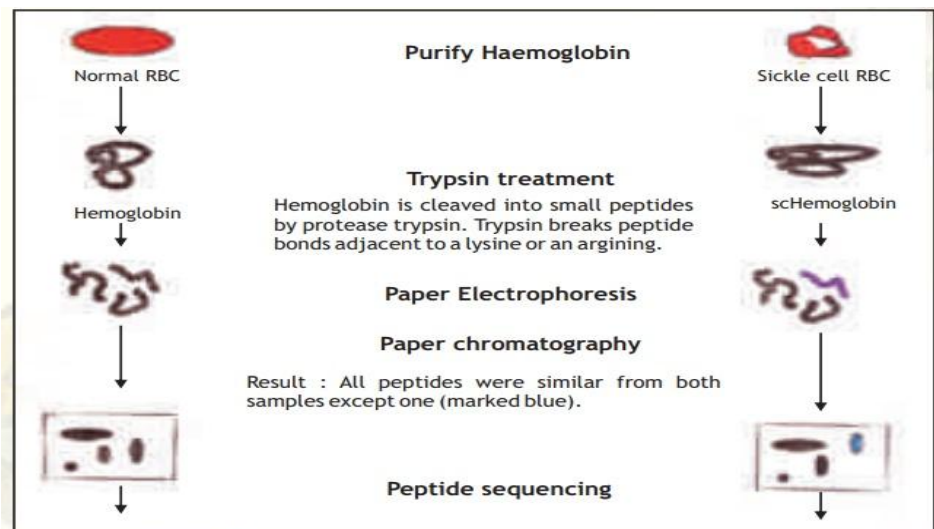 Purify Haemoglobin
Normal RBC
Sickle cell RBC
Trypsin treatment
Hemoglobin is cleaved into small peptides
by protease trypsin. Trypsin breaks peptide
bonds adjacent to a lysine or an argining.
Hemoglobin
scHemoglobin
Paper Electrophoresis
Paper chromatography
Result : All peptides were similar from both
samples except one (marked blue).
Peptide sequencing